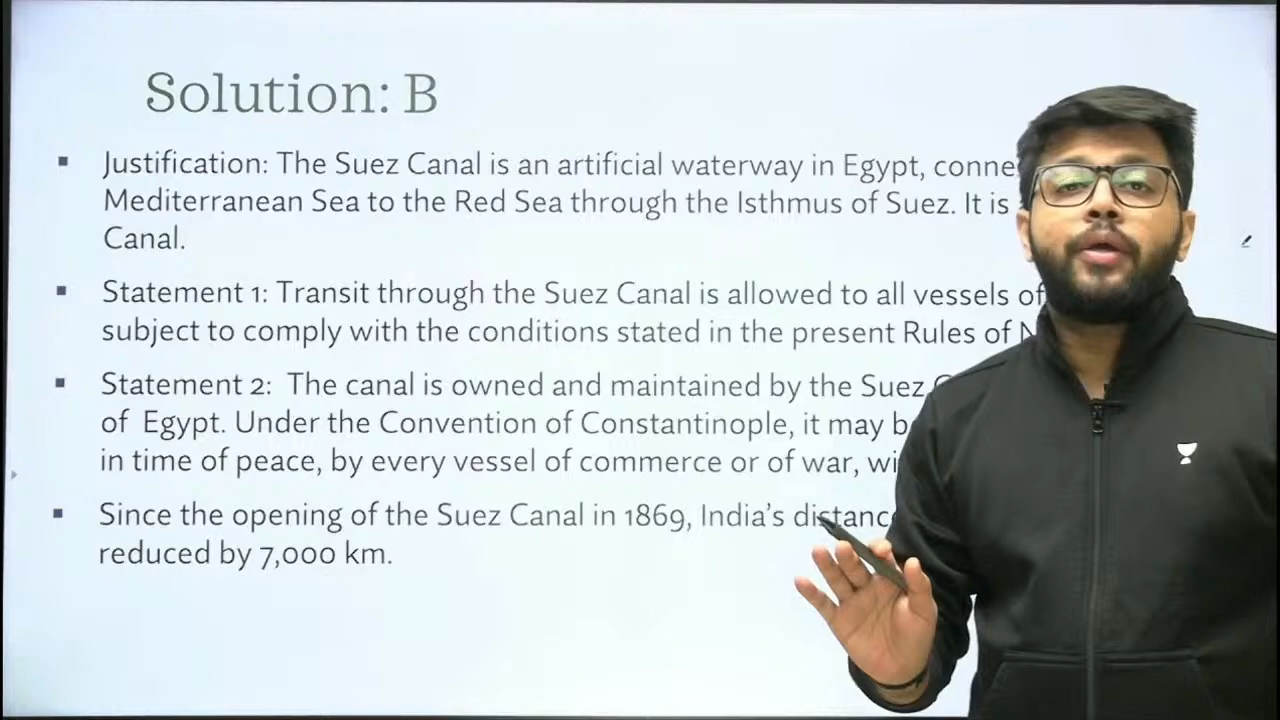 Solution: B
▪ Justification: The Suez Canal is an artificial waterway in Egypt,
Mediterranean Sea to the Red Sea through the Isthmus of Suez. It is
Canal.
▪ Statement 1: Transit through the Suez Canal is allowed to all vessels of
subject to comply with the conditions stated in the present Rules of
▪ Statement 2: The canal is owned and maintained by the Suez
of Egypt. Under the Convention of Constantinople, it may
in time of peace, by every vessel of commerce or of war,
▪ Since the opening of the Suez Canal in 1869, India's
reduced by 7,000 km.